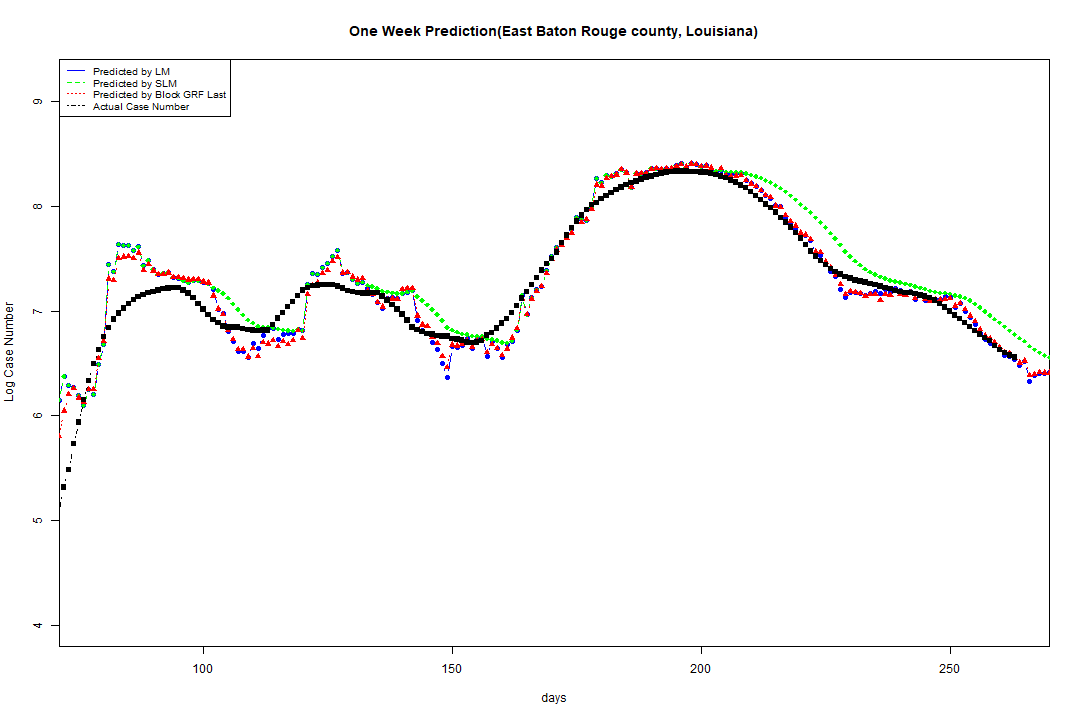 One Week Prediction(East Baton Rouge county, Louisiana)
Predicted by LM
Predicted by SLM
Predicted by Block GRF Last
Actual Case Number
9
8
7
6
5
4
Log Case Number
100 150 200 250
days